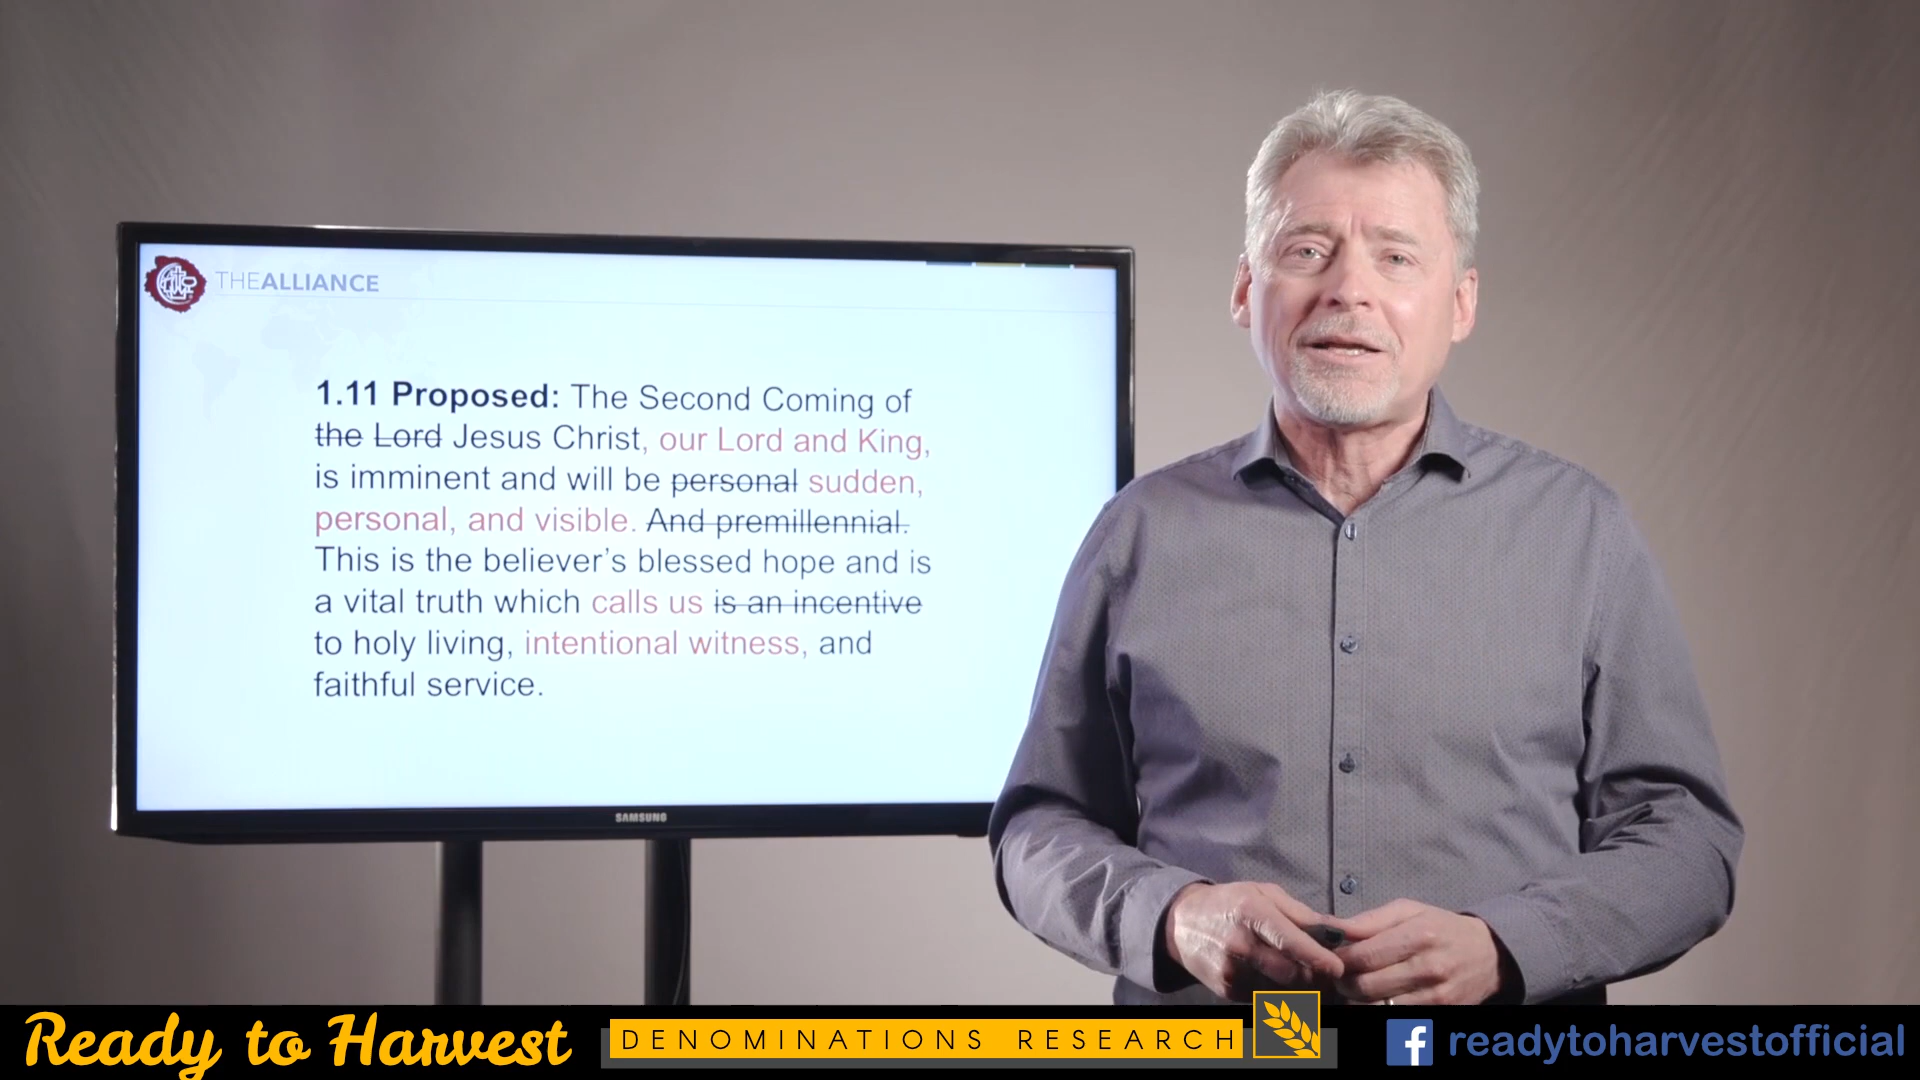 THEALLIANCE
1.11 Proposed: The Second Coming of
the Lord Jesus Christ, our Lord and King,
is imminent and will be personal sudden,
personal, and visible. And premillennial.
This is the believer’s blessed hope and is
a vital truth which calls us is an incentive
to holy living, intentional witness, and
faithful service.
SAMSUNG
Ready to Harvest
DENOMINATIONS RESEARCH
f readytoharvestofficial